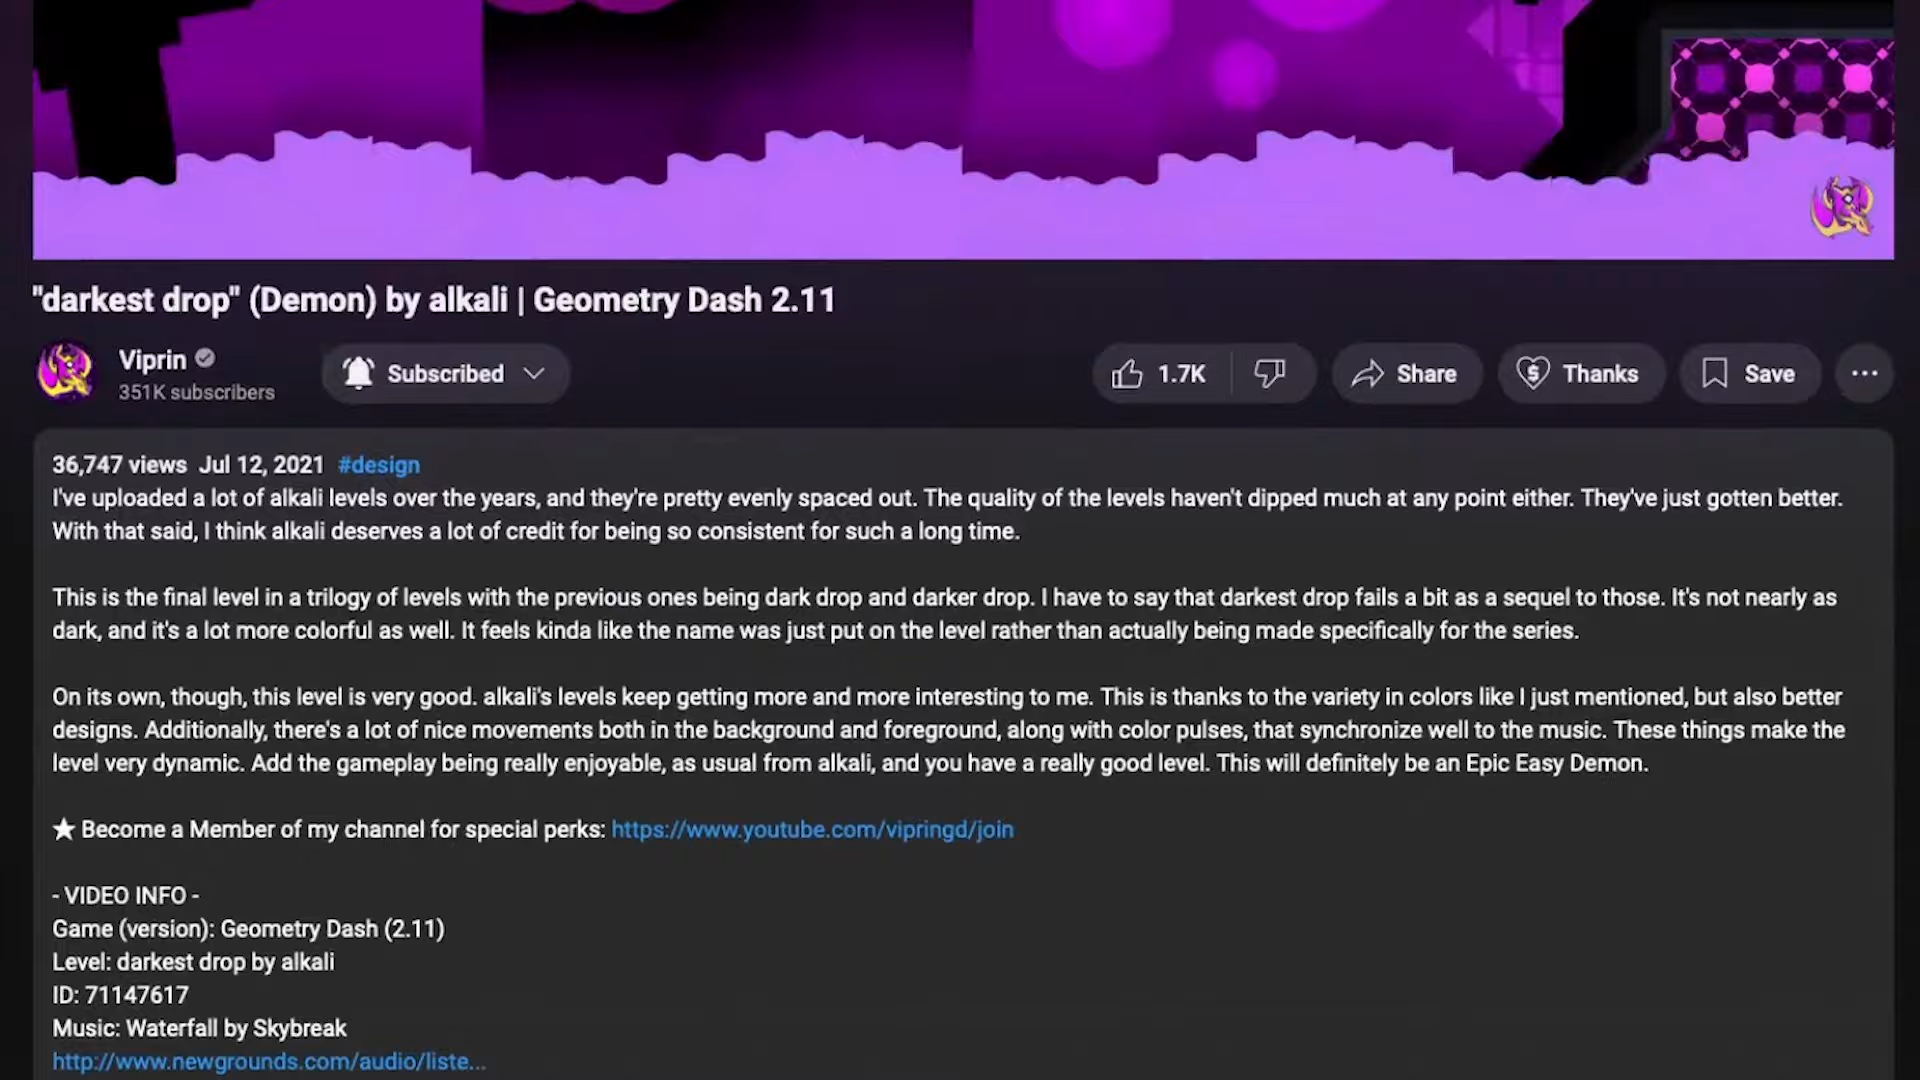 "darkest drop" (Demon) by alkali | Geometry Dash 2.11
Viprin
351K subscribers
Subscribed
1.7K
Share
Thanks
Save
36,747 views Jul 12, 2021 #design
I've uploaded a lot of alkali levels over the years, and they're pretty evenly spaced out. The quality of the levels haven't dipped much at any point either. They've just gotten better.
With that said, I think alkali deserves a lot of credit for being so consistent for such a long time.
This is the final level in a trilogy of levels with the previous ones being dark drop and darker drop. I have to say that darkest drop fails a bit as a sequel to those. It's not nearly as
dark, and it's a lot more colorful as well. It feels kinda like the name was just put on the level rather than actually being made specifically for the series.
On its own, though, this level is very good. alkali's levels keep getting more and more interesting to me. This is thanks to the variety in colors like I just mentioned, but also better
designs. Additionally, there's a lot of nice movements both in the background and foreground, along with color pulses, that synchronize well to the music. These things make the
level very dynamic. Add the gameplay being really enjoyable, as usual from alkali, and you have a really good level. This will definitely be an Epic Easy Demon.
★ Become a Member of my channel for special perks: https://www.youtube.com/vipringd/join
- VIDEO INFO -
Game (version): Geometry Dash (2.11)
Level: darkest drop by alkali
ID: 71147617
Music: Waterfall by Skybreak
http://www.newgrounds.com/audio/liste...